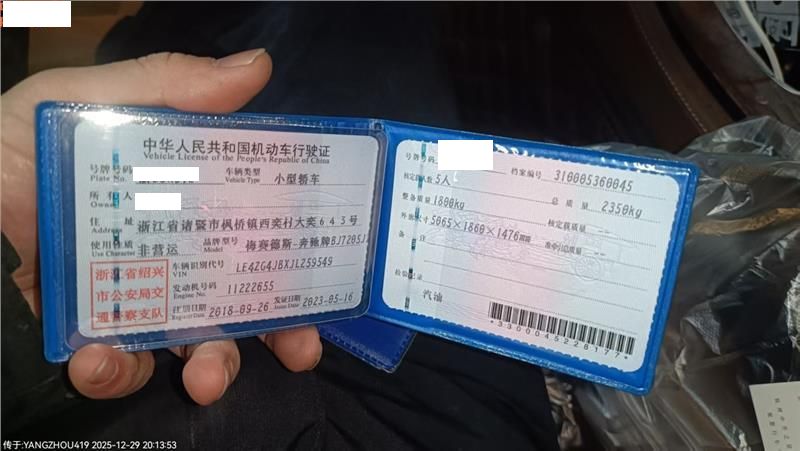 中华人民共和国机动车行驶证
Vehicle License of the People's Republic of China
号牌号码
Plate No.
车辆类型
Vehicle Type
小型轿车
所有人
Owner
住址
Address
浙江省诸暨市枫桥镇西奕村大奕643号
使用性质
Use Character
非营运
品牌型号
Model
梅赛德斯-奔驰牌BJ7205J
浙江省绍兴
市公安局交
通警察支队
车辆识别代号
VIN
LE4ZG4JBXJL259549
发动机号码
Engine No.
11222655
注册日期
Register Date
2018-09-26
发证日期
Issue Date
2023-05-16
号牌号码
档案编号 310005360045
核定载人数 5人
总质量 2350kg
整备质量 1800kg
核定载质量 --
外廓尺寸 5065×1860×1476mm
准牵引总质量 --
备注
检验记录
汽油
*3300045228177*
传于:YANGZHOU419 2025-12-29 20:13:53